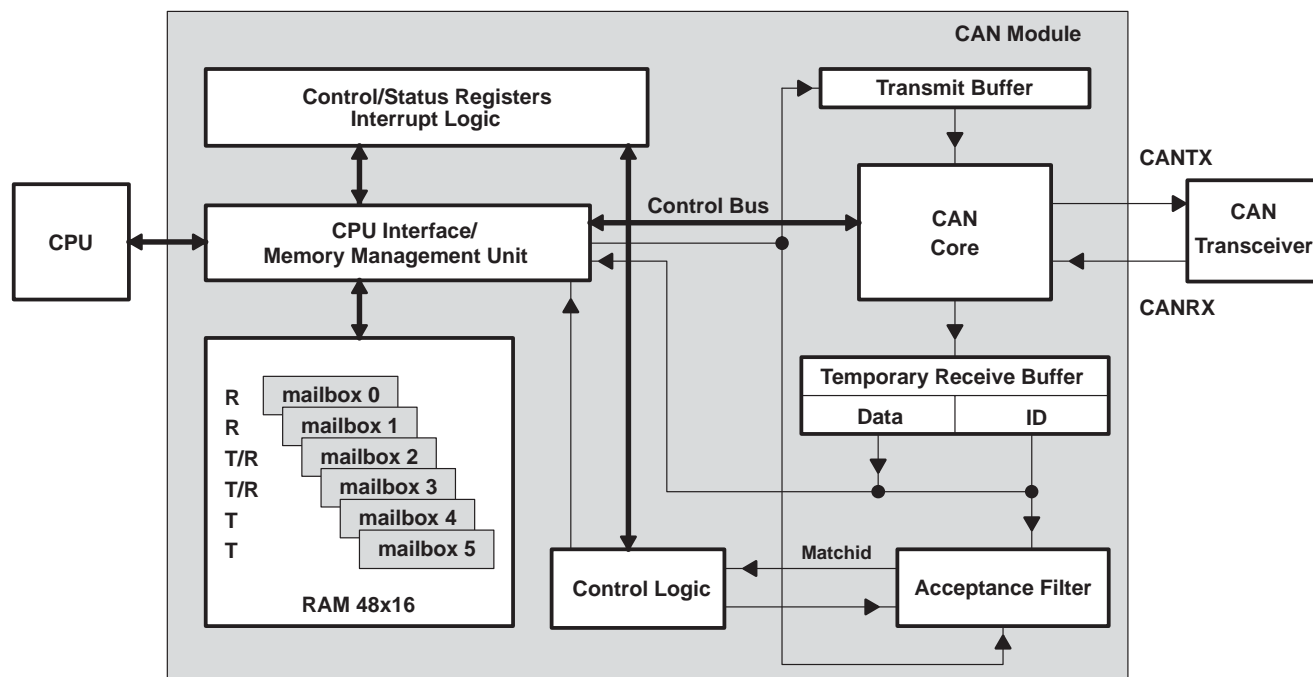 CAN Module
Control/Status Registers
Interrupt Logic
Transmit Buffer
CANTX
CPU
CPU Interface/
Memory Management Unit
Control Bus
CAN
Core
CAN
Transceiver
CANRX
R mailbox 0
R mailbox 1
T/R mailbox 2
T/R mailbox 3
T mailbox 4
T mailbox 5
RAM 48x16
Temporary Receive Buffer
Data ID
Matchid
Control Logic
Acceptance Filter